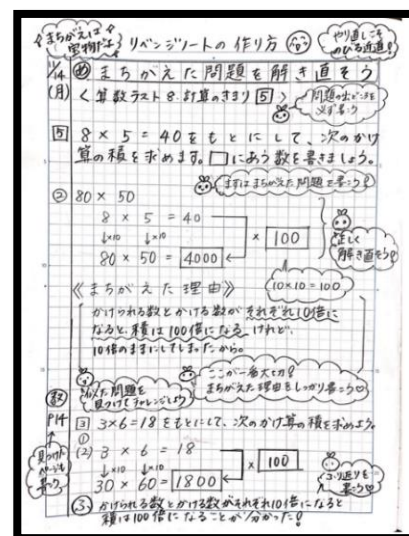 まちがえは
宝物だよ
リベンジノートの作り方
やり直しこそ
のびる近道!
11/14
(月)
め まちがえた問題を解き直そう
〈算数ラスト8.計算のきまり 5〉
問題の出どころを
必ず書こう
5 8×5=40をもとにして、次のかけ
算の積を求めます。□にあう数を書きましょう。
まずはまちがえた問題を書こう!
② 80×50
8 × 5 = 40
↓×10 ↓×10
× 100
80 × 50 = 4000
正しく
解き直そう!
10×10=100
《まちがえた理由》
かけられる数とかける数がそれぞれ10倍に
なると、積は100倍になるけれど、
10倍のままにしてしまったから。
ここが一番大切!
まちがえた理由をしっかり書こう
似た問題を
見つけてチャレンジしよう
教
P14
↑
見つけた
ページも
書こう
3 3×6=18をもとにして、次のかけ算の積を求めよう。
①
(2) 3 × 6 = 18
↓×10 ↓×10
× 100
30 × 60 = 1800
ふり返りを
書こう
ふ かけられる数とかける数がそれぞれ10倍になると
積は100倍になることが分かった!